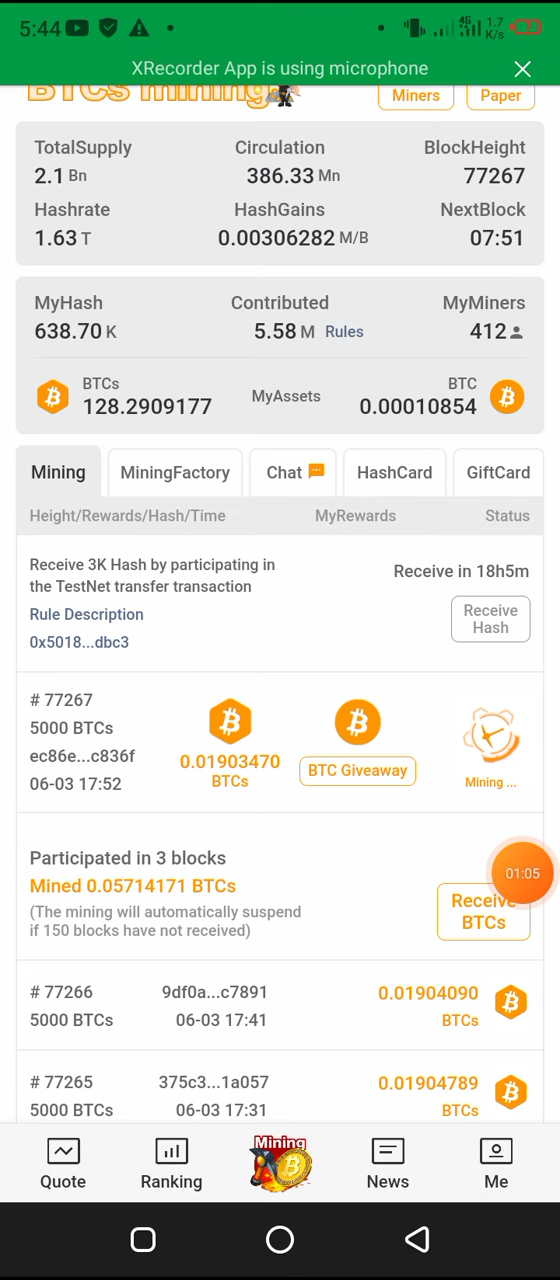 5:44
4G
1.7
K/s
XRecorder App is using microphone
BTCs mining
Miners
Paper
TotalSupply Circulation BlockHeight
2.1 Bn 386.33 Mn 77267
Hashrate HashGains NextBlock
1.63 T 0.00306282 M/B 07:51
MyHash Contributed MyMiners
638.70 K 5.58 M Rules 412
BTCs MyAssets BTC
128.2909177 0.00010854
Mining MiningFactory Chat HashCard GiftCard
Height/Rewards/Hash/Time MyRewards Status
Receive 3K Hash by participating in
the TestNet transfer transaction
Rule Description
0x5018...dbc3
Receive in 18h5m
Receive
Hash
# 77267
5000 BTCs
ec86e...c836f
06-03 17:52
0.01903470
BTCs
BTC Giveaway
Mining ...
Participated in 3 blocks
Mined 0.05714171 BTCs
(The mining will automatically suspend
if 150 blocks have not received)
01:05
Receive
BTCs
# 77266 9df0a...c7891 0.01904090
5000 BTCs 06-03 17:41 BTCs
# 77265 375c3...1a057 0.01904789
5000 BTCs 06-03 17:31 BTCs
Mining
Quote Ranking News Me